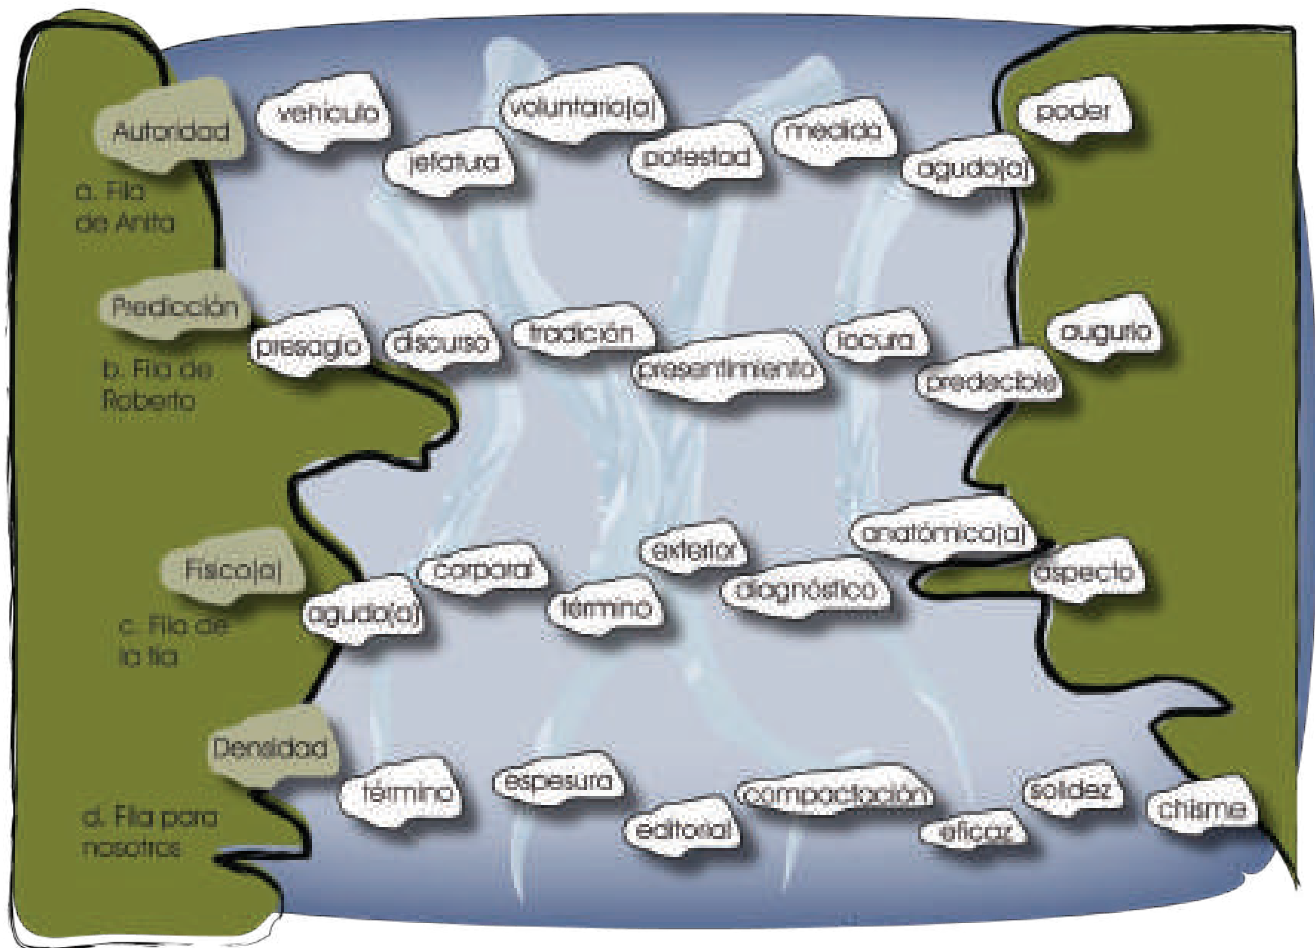 Autoridad vehículo jefatura voluntario(a) potestad medida agudo(a) poder
a. Fila
de Anita
Predicción presagio discurso tradición presentimiento locura predecible augurio
b. Fila de
Roberto
Físico(a) agudo(a) corporal término exterior diagnóstico anatómico(a) aspecto
c. Fila de
la tía
Densidad término espesura editorial compactación eficaz solidez chisme
d. Fila para
nosotros